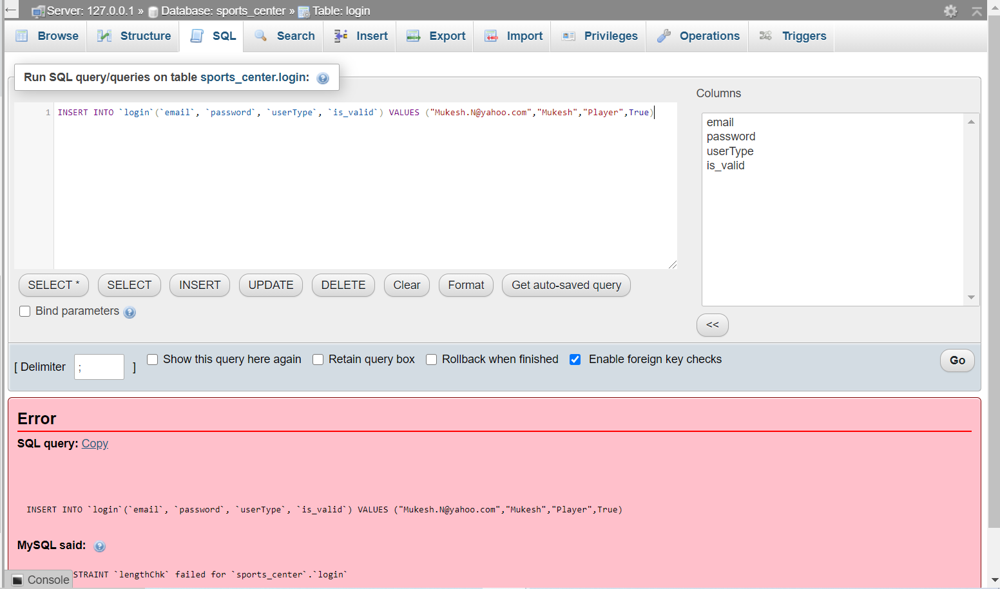 Server: 127.0.0.1 » Database: sports_center » Table: login
Browse Structure SQL Search Insert Export Import Privileges Operations Triggers
Run SQL query/queries on table sports_center.login:
Columns
1 INSERT INTO `login`(`email`, `password`, `userType`, `is_valid`) VALUES ("Mukesh.N@yahoo.com","Mukesh","Player",True)
email
password
userType
is_valid
SELECT * SELECT INSERT UPDATE DELETE Clear Format Get auto-saved query
Bind parameters
<<
[ Delimiter ; ] Show this query here again Retain query box Rollback when finished Enable foreign key checks Go
Error
SQL query: Copy
INSERT INTO `login`(`email`, `password`, `userType`, `is_valid`) VALUES ("Mukesh.N@yahoo.com","Mukesh","Player",True)
MySQL said:
STRAINT `lengthChk` failed for `sports_center`.`login`
Console